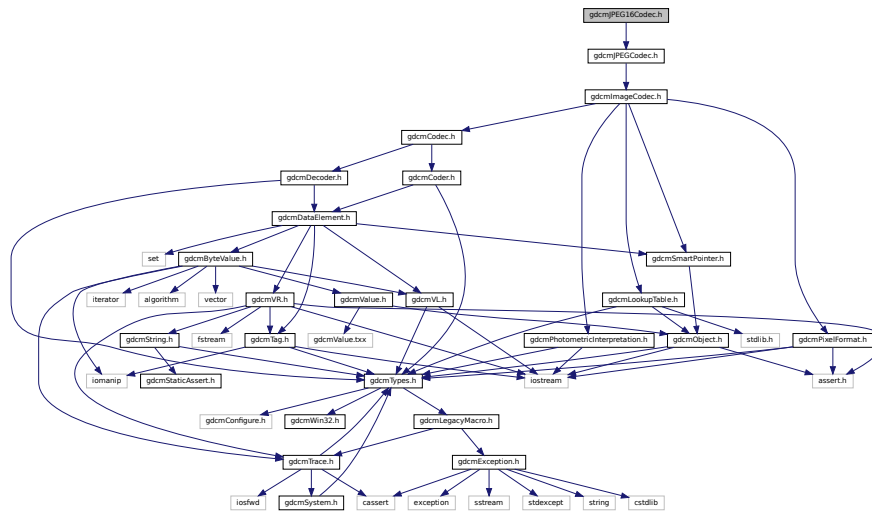 gdcmJPEG16Codec.h
gdcmJPEGCodec.h
gdcmImageCodec.h
gdcmCodec.h
gdcmDecoder.h
gdcmCoder.h
gdcmDataElement.h
set
gdcmByteValue.h
gdcmSmartPointer.h
iterator
algorithm
vector
gdcmVR.h
gdcmValue.h
gdcmVL.h
gdcmLookupTable.h
gdcmString.h
fstream
gdcmTag.h
gdcmValue.txx
gdcmPhotometricInterpretation.h
gdcmObject.h
stdlib.h
gdcmPixelFormat.h
iomanip
gdcmStaticAssert.h
gdcmTypes.h
iostream
assert.h
gdcmConfigure.h
gdcmWin32.h
gdcmLegacyMacro.h
gdcmTrace.h
gdcmException.h
iosfwd
gdcmSystem.h
cassert
exception
sstream
stdexcept
string
cstdlib